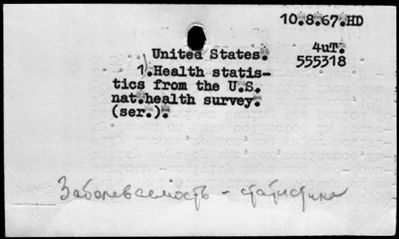 10.8.67.HD
United States.
4uT.
555318
1.Health statis-
tics from the U.S.
nat.health survey.
(ser.).
Заболеваемость - статистика